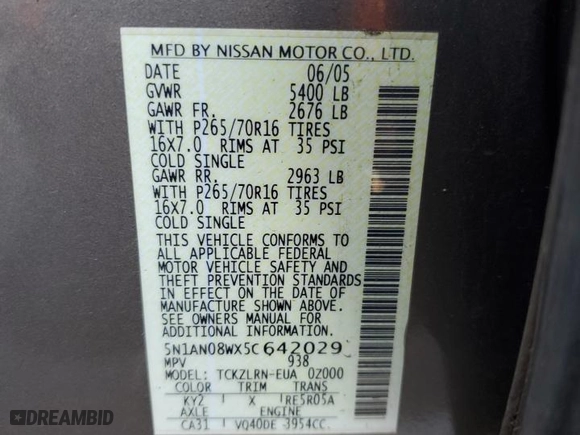 MFD BY NISSAN MOTOR CO., LTD.
DATE 06/05
GVWR 5400 LB
GAWR FR. 2676 LB
WITH P265/70R16 TIRES
16X7.0 RIMS AT 35 PSI
COLD SINGLE
GAWR RR. 2963 LB
WITH P265/70R16 TIRES
16X7.0 RIMS AT 35 PSI
COLD SINGLE
THIS VEHICLE CONFORMS TO
ALL APPLICABLE FEDERAL
MOTOR VEHICLE SAFETY AND
THEFT PREVENTION STANDARDS
IN EFFECT ON THE DATE OF
MANUFACTURE SHOWN ABOVE.
SEE OWNERS MANUAL FOR
ADDITIONAL INFORMATION.
5N1AN08WX5C642029
MPV 938
MODEL: TCKZLRN-EUA 0Z000
COLOR TRIM TRANS
KY2 X RE5R05A
AXLE ENGINE
CA31 VQ40DE 3954CC.
DATA PROVIDED BY AUTOBIDCAR